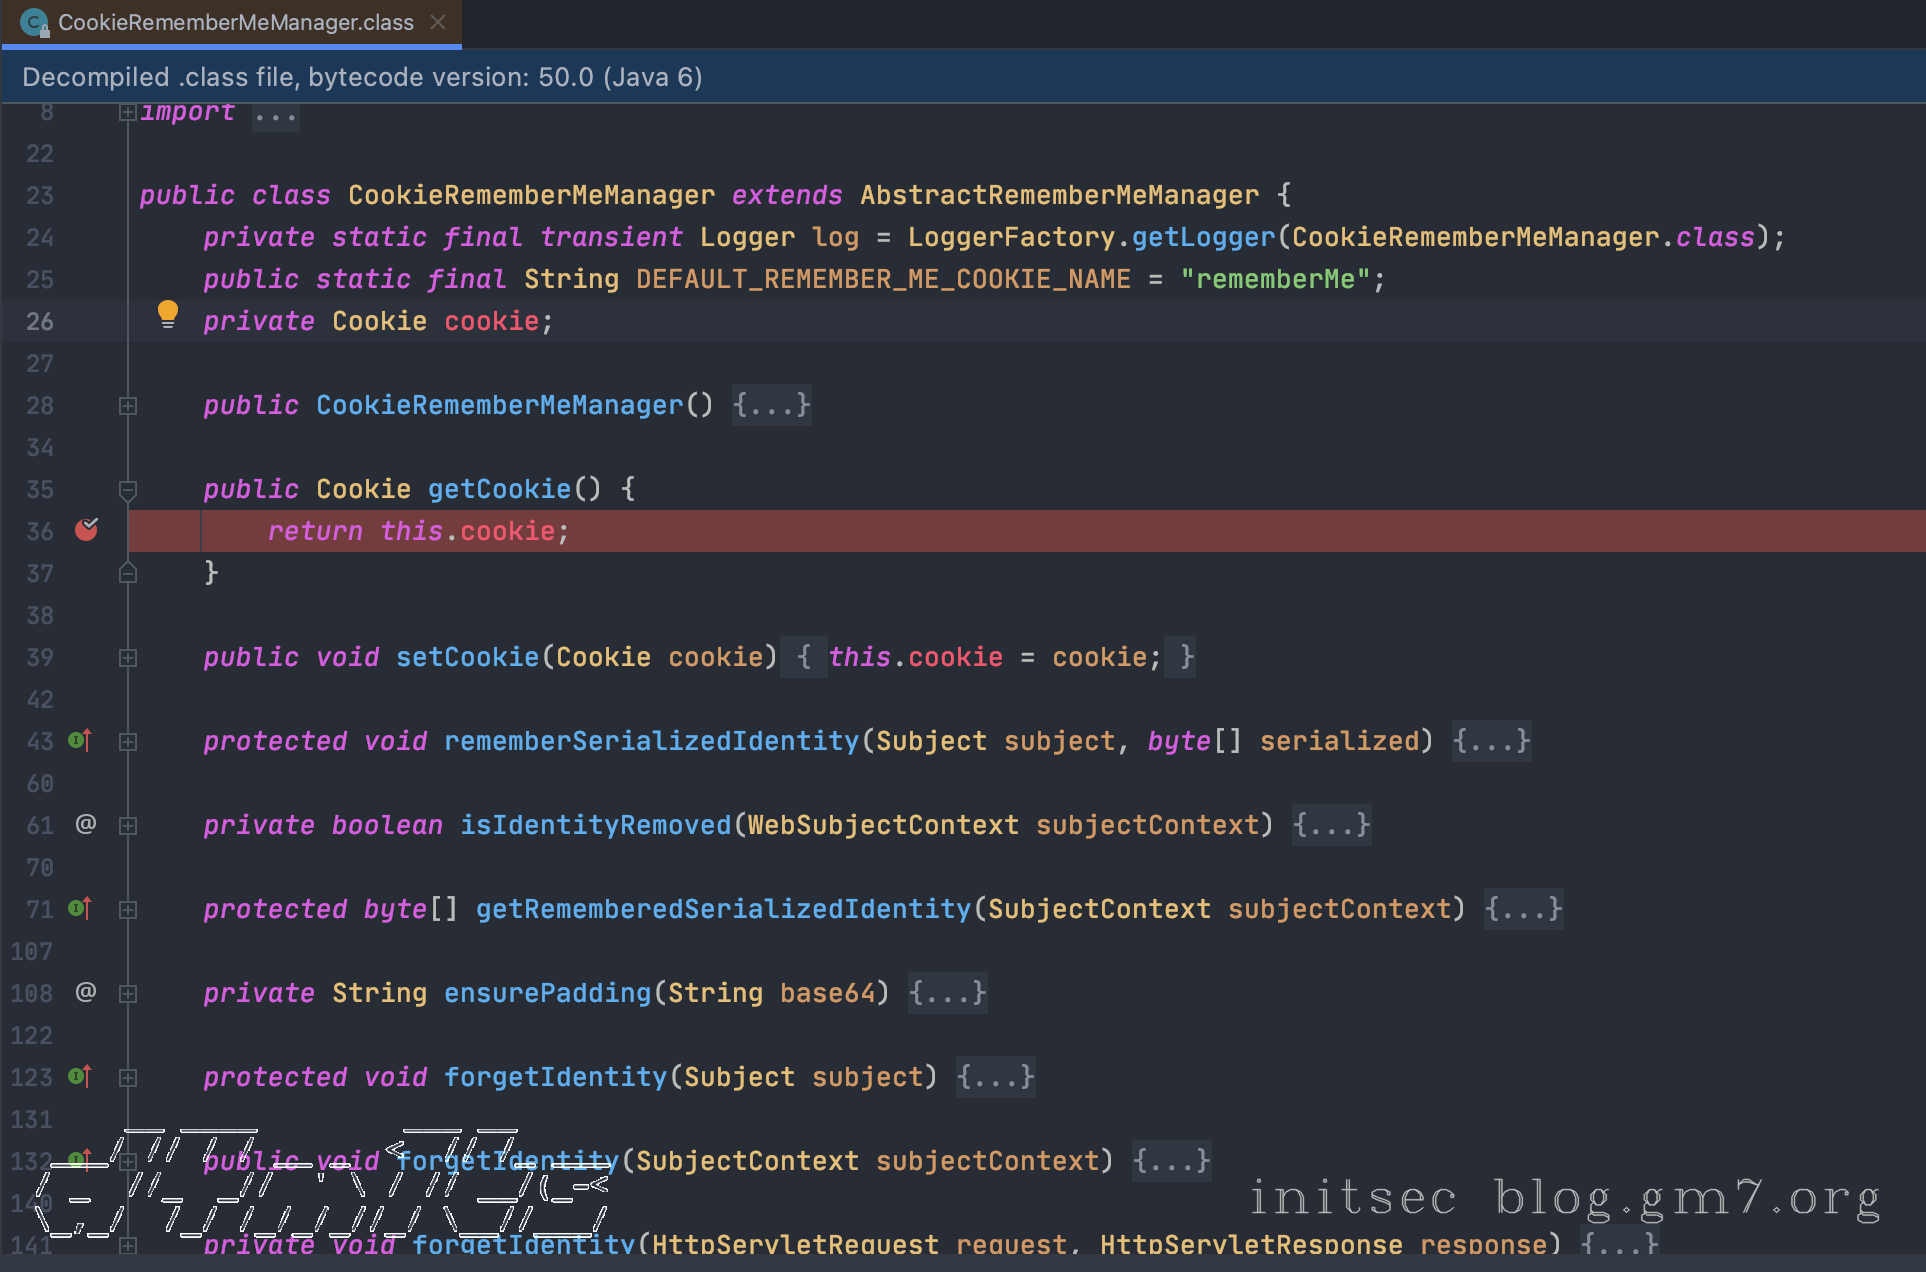 CookieRememberMeManager.class
Decompiled .class file, bytecode version: 50.0 (Java 6)
8 import ...
22
23 public class CookieRememberMeManager extends AbstractRememberMeManager {
24 private static final transient Logger log = LoggerFactory.getLogger(CookieRememberMeManager.class);
25 public static final String DEFAULT_REMEMBER_ME_COOKIE_NAME = "rememberMe";
26 private Cookie cookie;
27
28 public CookieRememberMeManager() {...}
34
35 public Cookie getCookie() {
36 return this.cookie;
37 }
38
39 public void setCookie(Cookie cookie) { this.cookie = cookie; }
42
43 protected void rememberSerializedIdentity(Subject subject, byte[] serialized) {...}
60
61 @ private boolean isIdentityRemoved(WebSubjectContext subjectContext) {...}
70
71 protected byte[] getRememberedSerializedIdentity(SubjectContext subjectContext) {...}
107
108 @ private String ensurePadding(String base64) {...}
122
123 protected void forgetIdentity(Subject subject) {...}
131
132 public void forgetIdentity(SubjectContext subjectContext) {...}
140
141 private void forgetIdentity(HttpServletRequest request, HttpServletResponse response) {...}
initsec blog.gm7.org